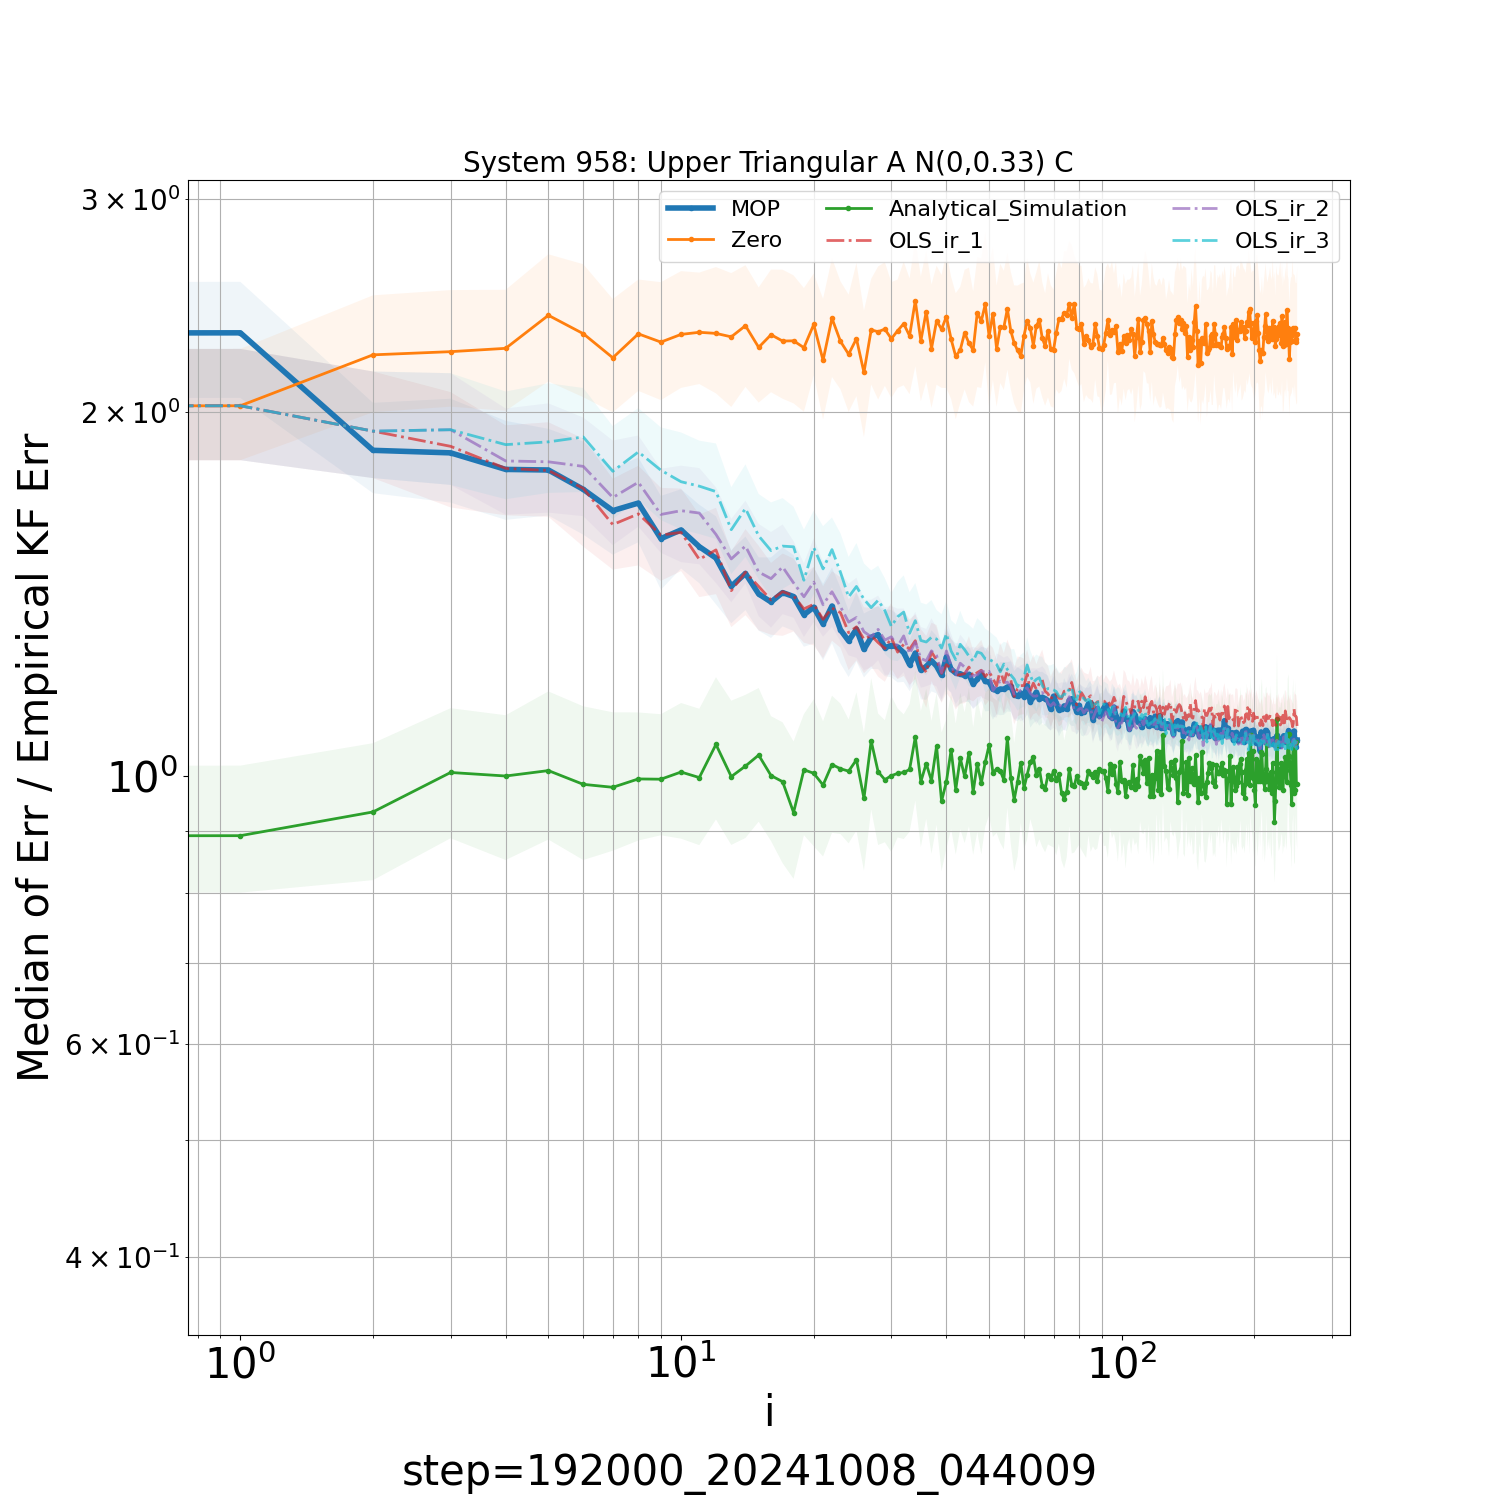 System 958: Upper Triangular A N(0,0.33) C
MOP
Zero
Analytical_Simulation
OLS_ir_1
OLS_ir_2
OLS_ir_3
Median of Err / Empirical KF Err
3 × 10⁰
2 × 10⁰
10⁰
6 × 10⁻¹
4 × 10⁻¹
10⁰ 10¹ 10²
i
step=192000_20241008_044009